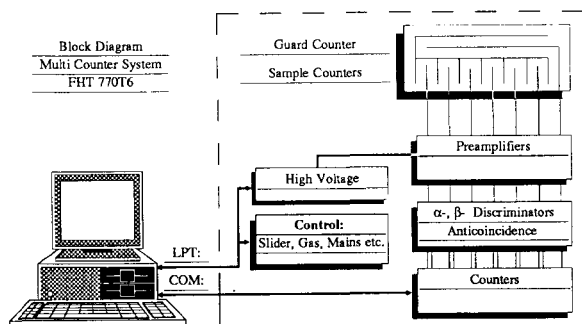 Block Diagram
Multi Counter System
FHT 770T6
Guard Counter
Sample Counters
Preamplifiers
High Voltage
α-, β- Discriminators
Anticoincidence
Control:
Slider, Gas, Mains etc.
LPT:
COM:
Counters